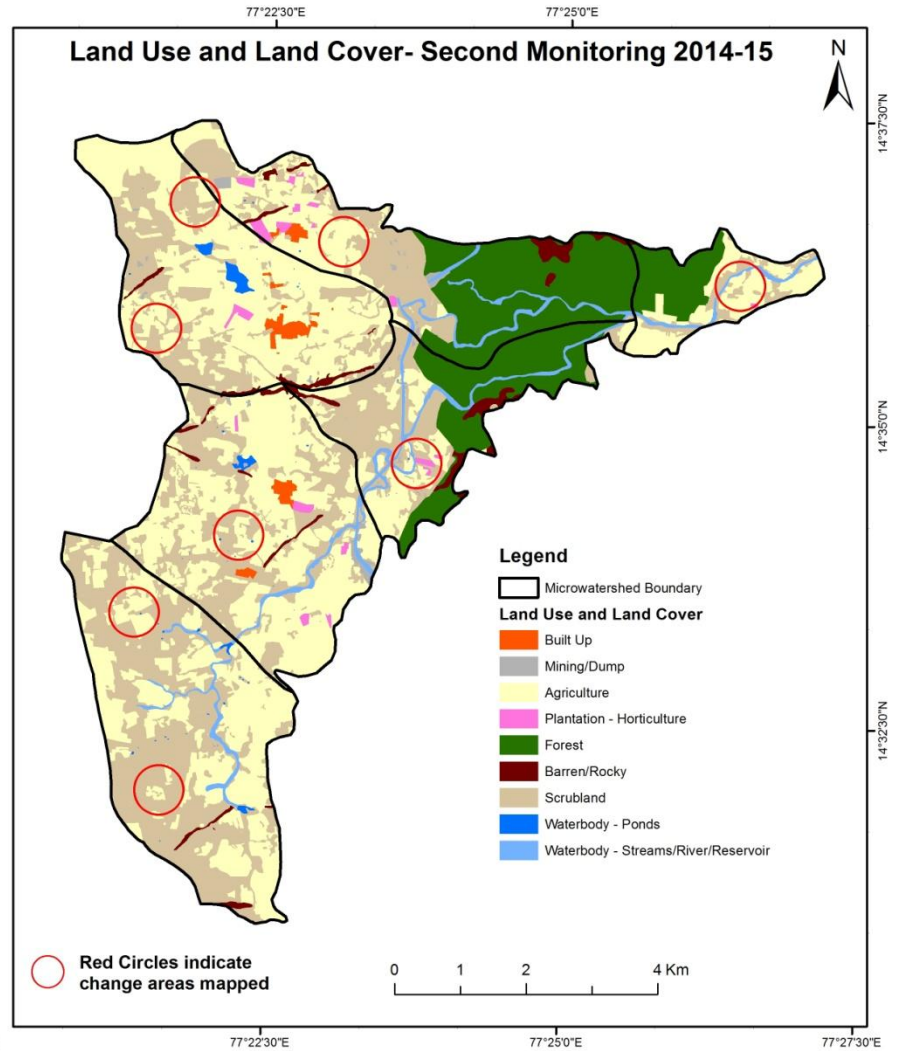 77°22'30"E
77°25'0"E
Land Use and Land Cover- Second Monitoring 2014-15
N
14°37'30"N
14°35'0"N
14°32'30"N
Legend
Microwatershed Boundary
Land Use and Land Cover
Built Up
Mining/Dump
Agriculture
Plantation - Horticulture
Forest
Barren/Rocky
Scrubland
Waterbody - Ponds
Waterbody - Streams/River/Reservoir
Red Circles indicate
change areas mapped
0 1 2 4 Km
77°22'30"E
77°25'0"E
77°27'30"E